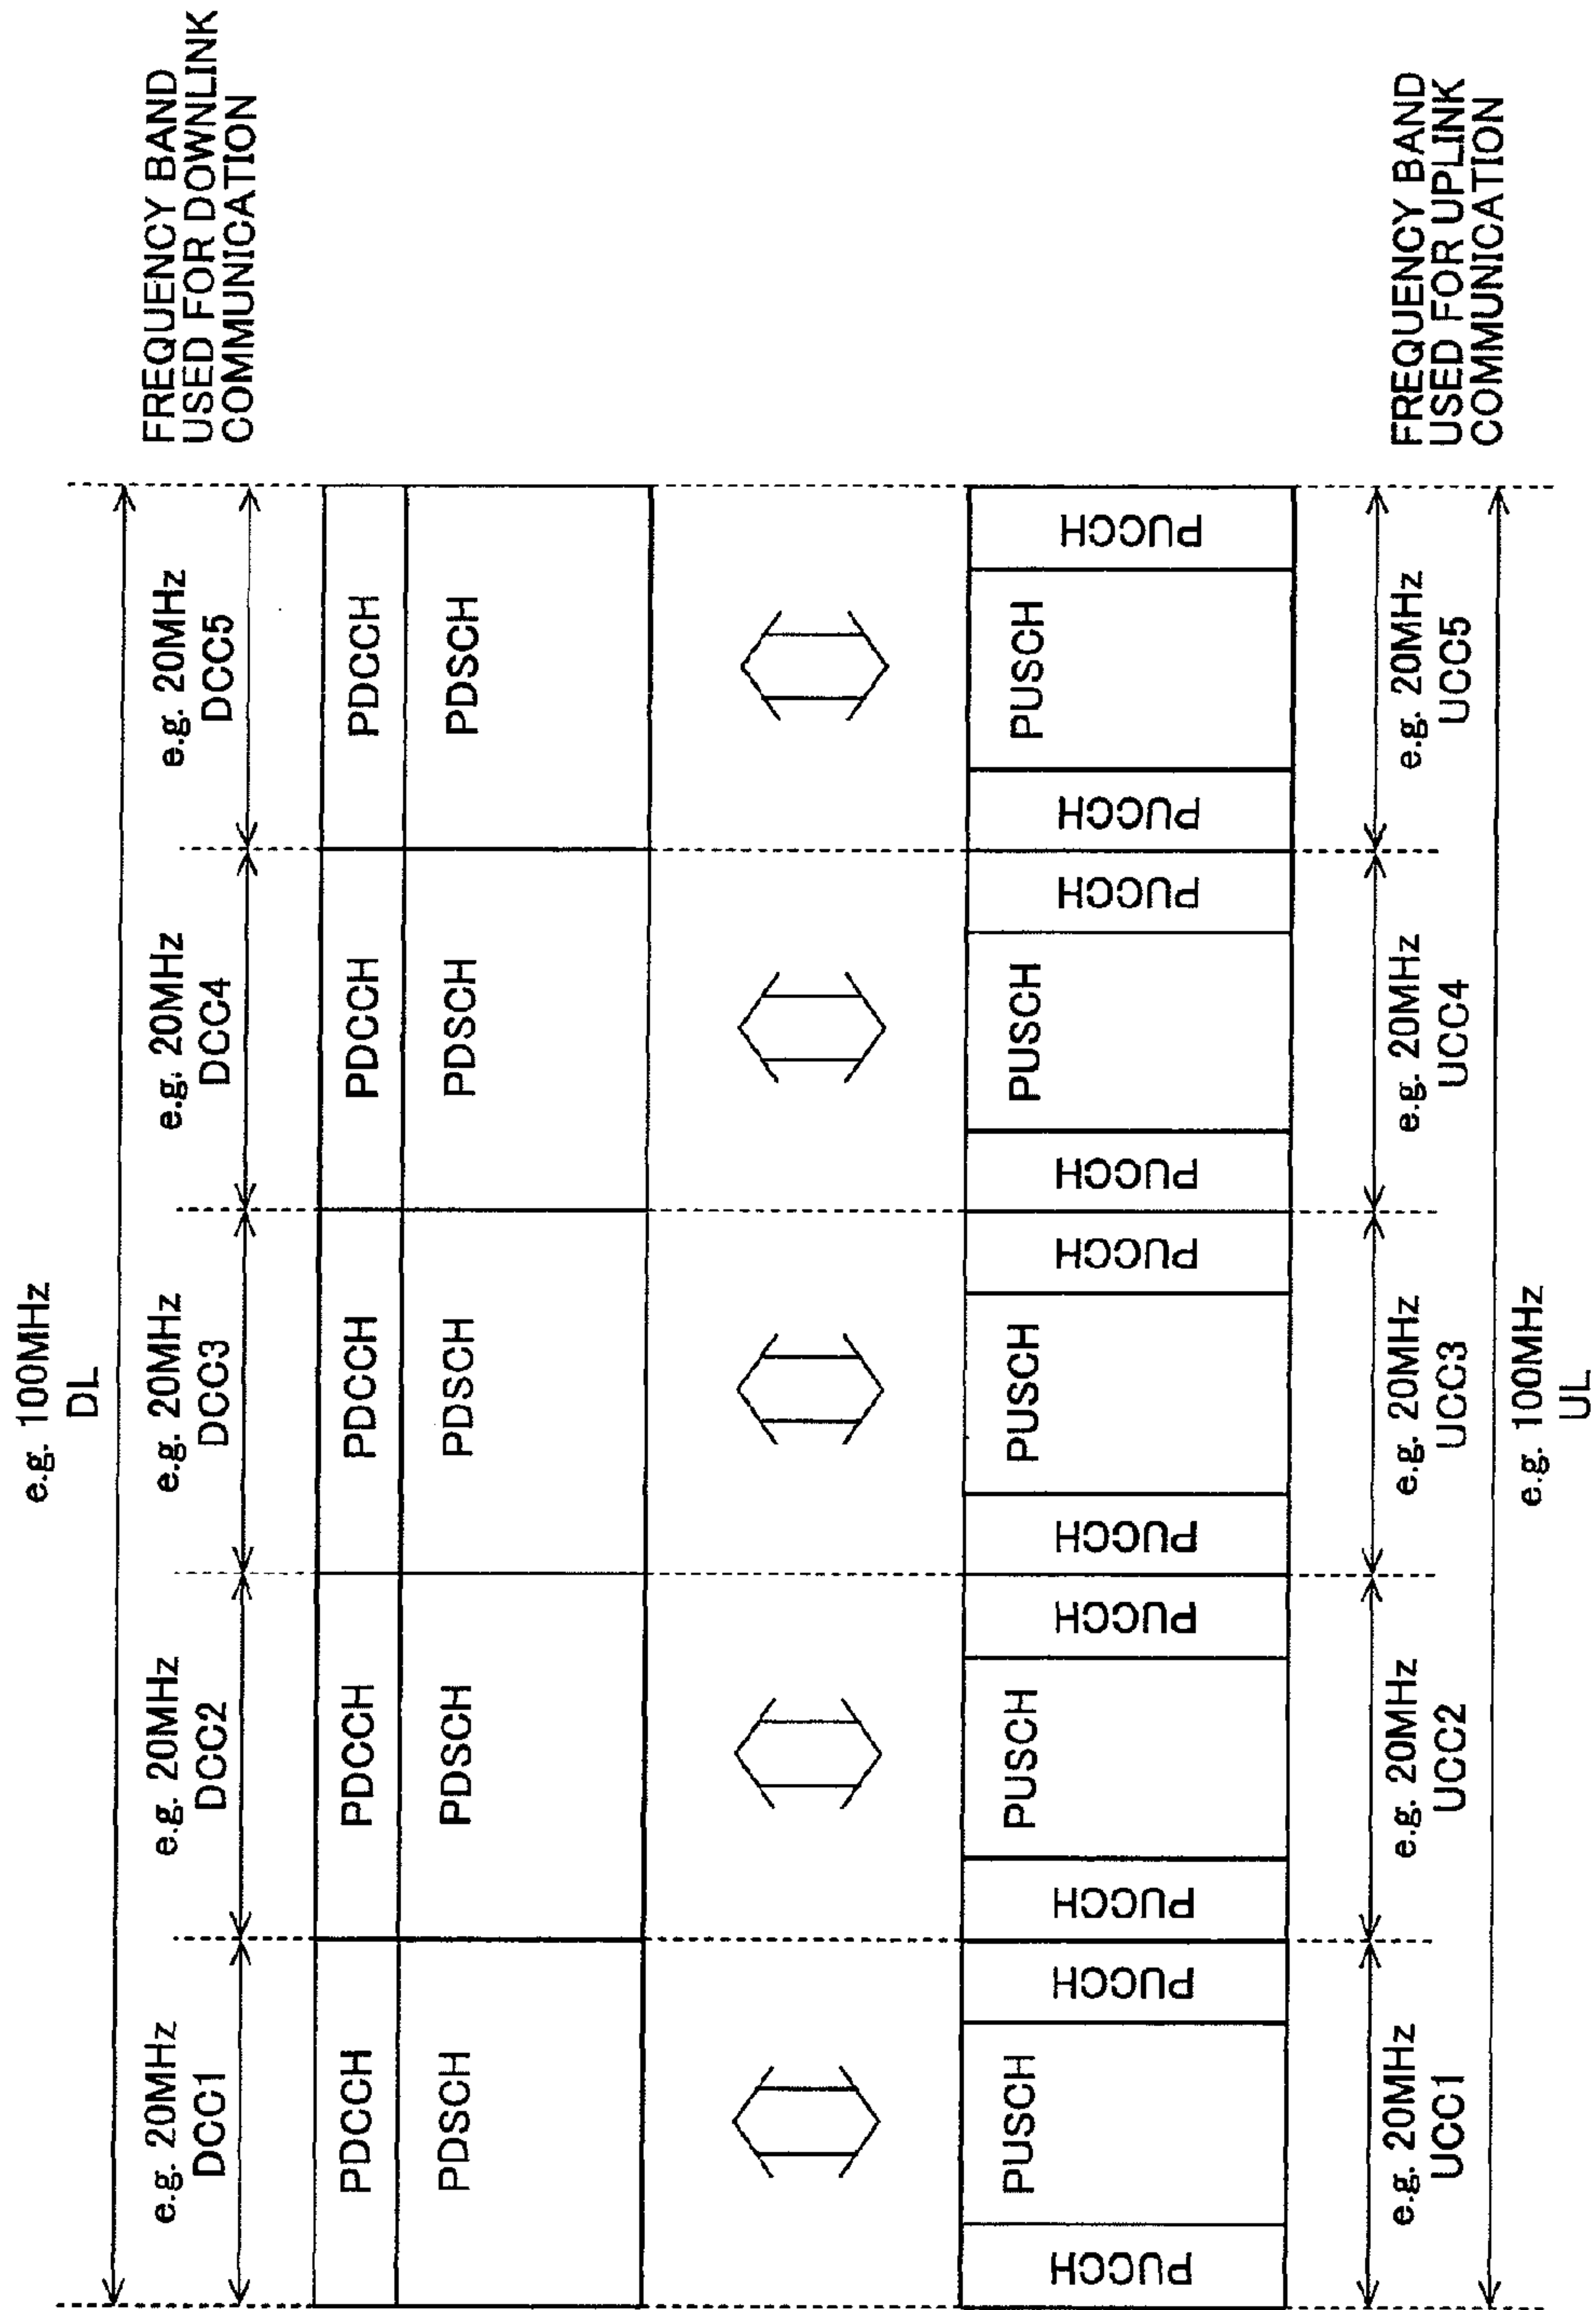 e.g. 100MHz
DL
FREQUENCY BAND
USED FOR DOWNLINK
COMMUNICATION
e.g. 20MHz
DCC1
e.g. 20MHz
DCC2
e.g. 20MHz
DCC3
e.g. 20MHz
DCC4
e.g. 20MHz
DCC5
PDCCH
PDCCH
PDCCH
PDCCH
PDCCH
PDSCH
PDSCH
PDSCH
PDSCH
PDSCH
PUCCH
PUSCH
PUCCH
PUCCH
PUSCH
PUCCH
PUCCH
PUSCH
PUCCH
PUCCH
PUSCH
PUCCH
PUCCH
PUSCH
PUCCH
e.g. 20MHz
UCC1
e.g. 20MHz
UCC2
e.g. 20MHz
UCC3
e.g. 20MHz
UCC4
e.g. 20MHz
UCC5
FREQUENCY BAND
USED FOR UPLINK
COMMUNICATION
e.g. 100MHz
UL